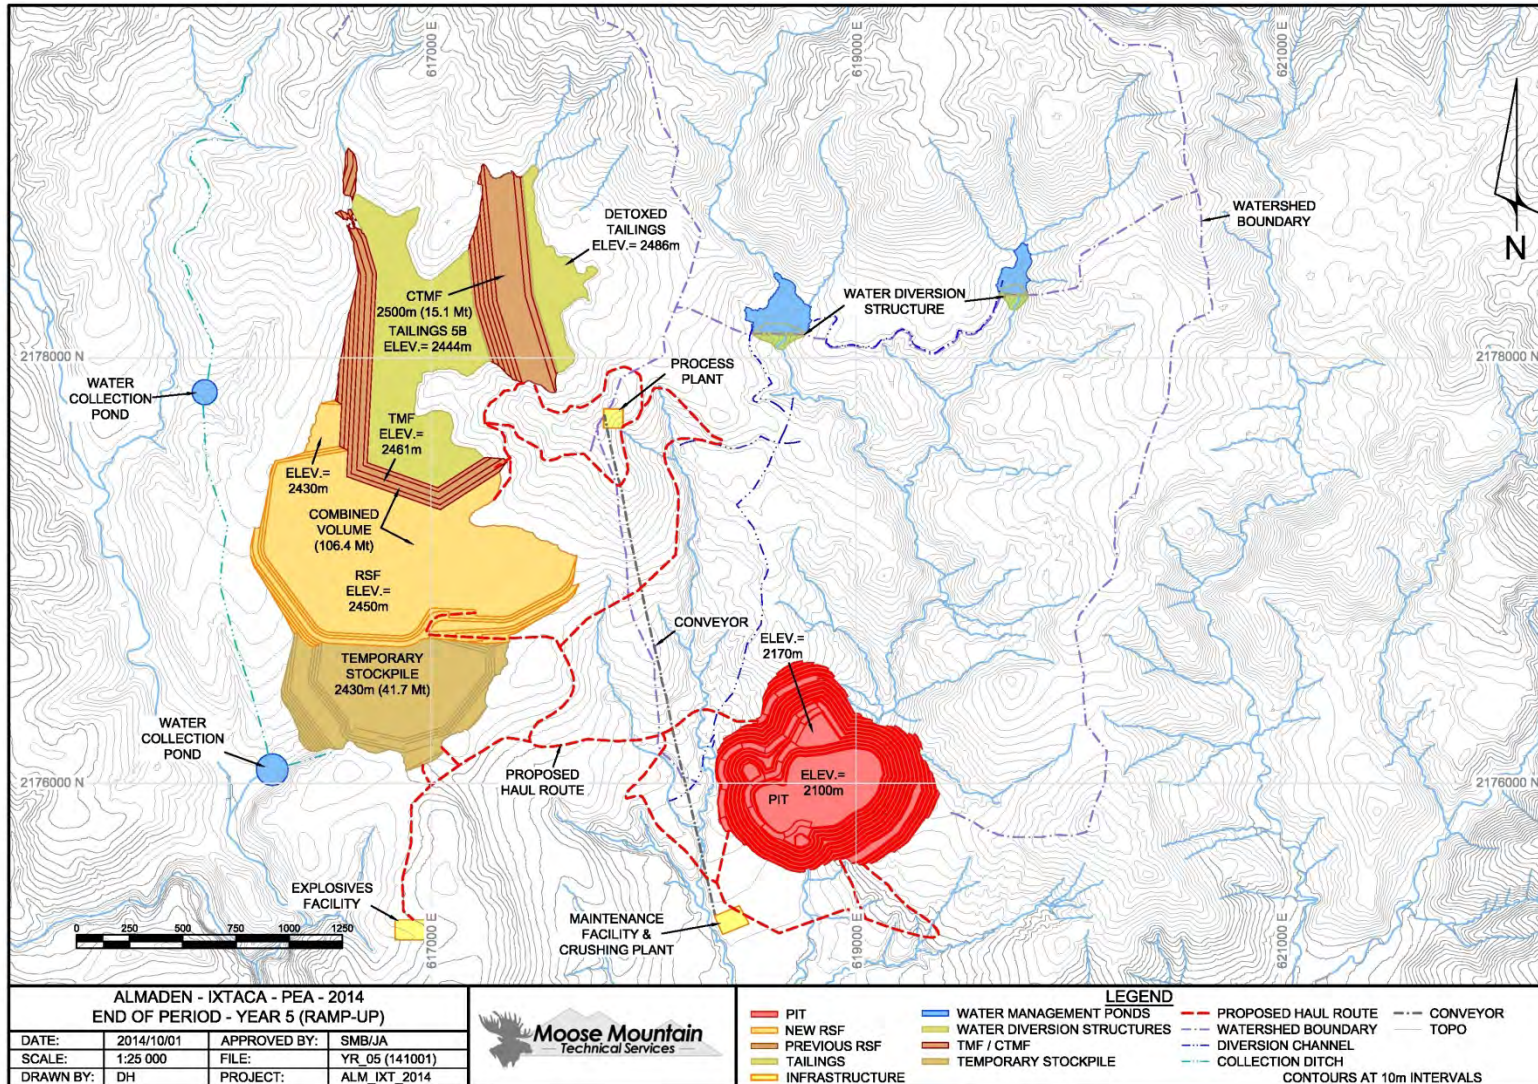 617000 E
619000 E
621000 E
DETOXED
TAILINGS
ELEV.= 2486m
WATERSHED
BOUNDARY
N
CTMF
2500m (15.1 Mt)
TAILINGS 5B
ELEV.= 2444m
WATER DIVERSION
STRUCTURE
2178000 N
2178000 N
WATER
COLLECTION
POND
PROCESS
PLANT
TMF
ELEV.=
2461m
ELEV.=
2430m
COMBINED
VOLUME
(106.4 Mt)
RSF
ELEV.=
2450m
CONVEYOR
ELEV.=
2170m
TEMPORARY
STOCKPILE
2430m (41.7 Mt)
WATER
COLLECTION
POND
PROPOSED
HAUL ROUTE
ELEV.=
2100m
PIT
2176000 N
2176000 N
EXPLOSIVES
FACILITY
MAINTENANCE
FACILITY &
CRUSHING PLANT
0 250 500 750 1000 1250
617000 E
619000 E
621000 E
ALMADEN - IXTACA - PEA - 2014
END OF PERIOD - YEAR 5 (RAMP-UP)
DATE: 2014/10/01 APPROVED BY: SMB/JA
SCALE: 1:25 000 FILE: YR_05 (141001)
DRAWN BY: DH PROJECT: ALM_IXT_2014
Moose Mountain
Technical Services
LEGEND
PIT
NEW RSF
PREVIOUS RSF
TAILINGS
INFRASTRUCTURE
WATER MANAGEMENT PONDS
WATER DIVERSION STRUCTURES
TMF / CTMF
TEMPORARY STOCKPILE
PROPOSED HAUL ROUTE
WATERSHED BOUNDARY
DIVERSION CHANNEL
COLLECTION DITCH
CONVEYOR
TOPO
CONTOURS AT 10m INTERVALS